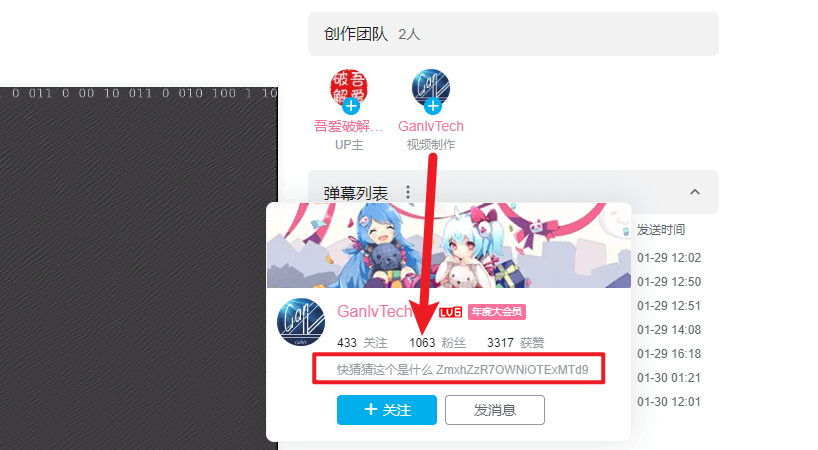 创作团队 2人
0 011 0 00 10 011 0 010 100 1 10
吾爱破解… GanlvTech
UP主 视频制作
弹幕列表
发送时间
01-29 12:02
01-29 12:50
01-29 12:51
01-29 14:08
01-29 16:18
01-30 01:21
01-30 12:01
GanlvTech LV6 年度大会员
433 关注 1063 粉丝 3317 获赞
快猜猜这个是什么 ZmxhZzR7OWNiOTExMTd9
+ 关注 发消息